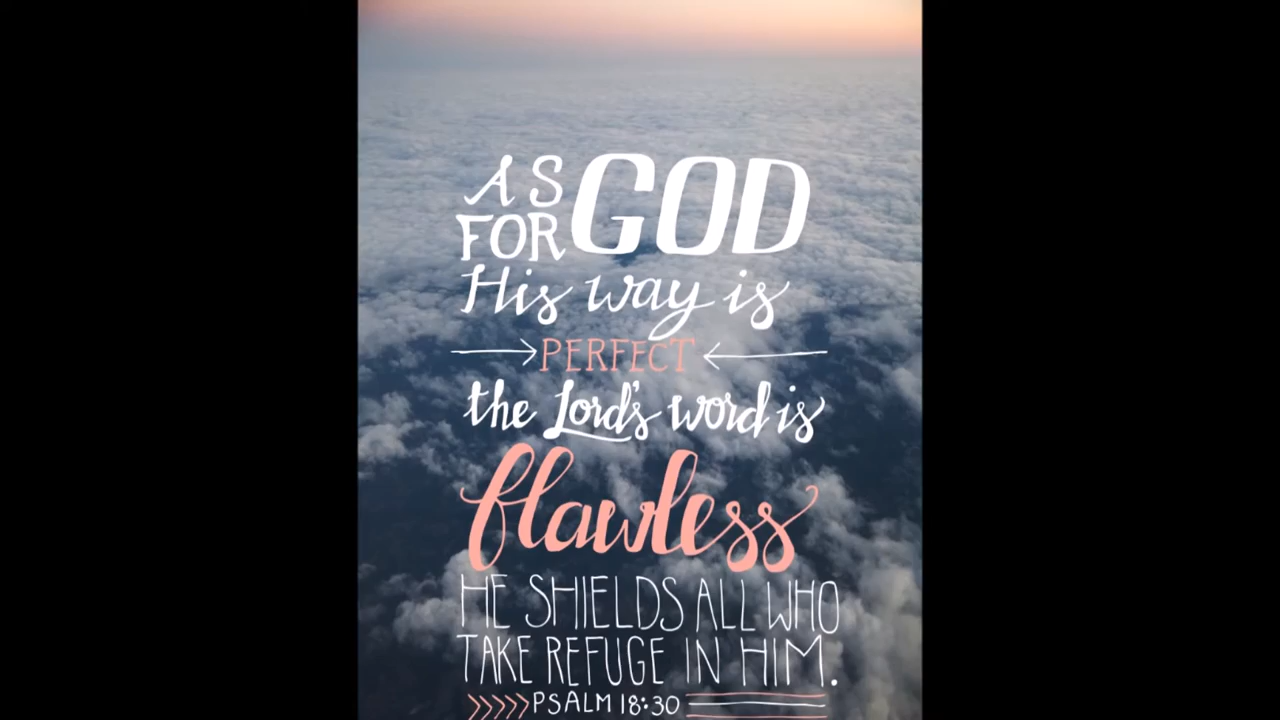 AS
FOR GOD
His way is
PERFECT
the Lord's word is
flawless
HE SHIELDS ALL WHO
TAKE REFUGE IN HIM.
PSALM 18:30